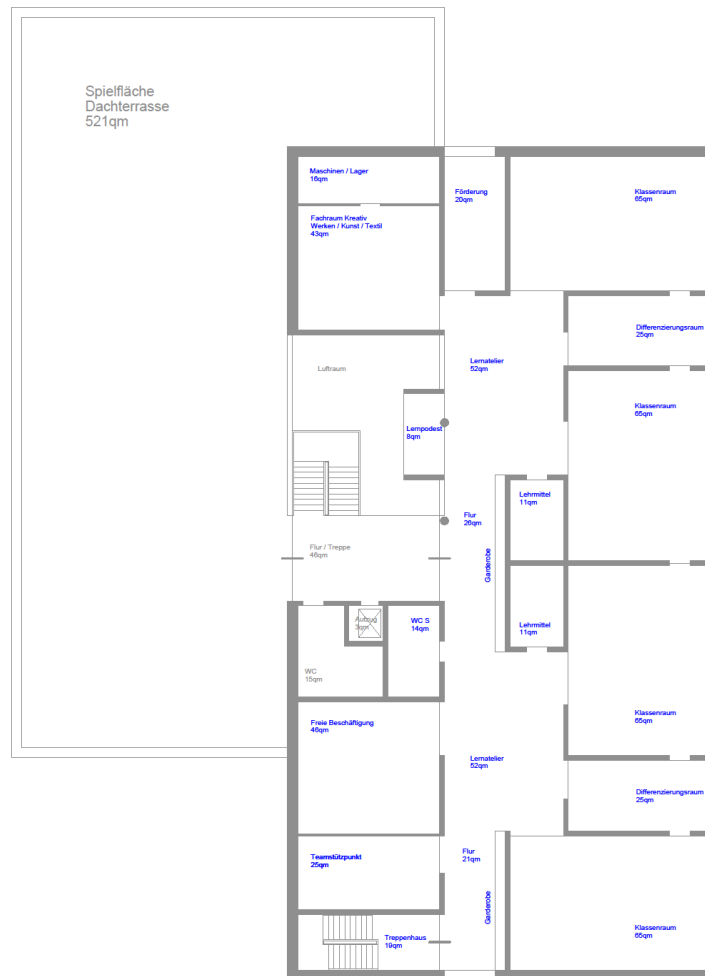 Spielfläche
Dachterrasse
521qm
Maschinen / Lager
16qm
Förderung
20qm
Klassenraum
65qm
Fachraum Kreativ
Werken / Kunst / Textil
43qm
Differenzierungsraum
25qm
Luftraum
Lernatelier
52qm
Klassenraum
65qm
Lernpodest
8qm
Lehrmittel
11qm
Flur
26qm
Garderobe
Flur / Treppe
46qm
Aufzug
3qm
WC S
14qm
Lehrmittel
11qm
WC
15qm
Klassenraum
65qm
Freie Beschäftigung
46qm
Lernatelier
52qm
Differenzierungsraum
25qm
Teamstützpunkt
25qm
Flur
21qm
Garderobe
Treppenhaus
19qm
Klassenraum
65qm